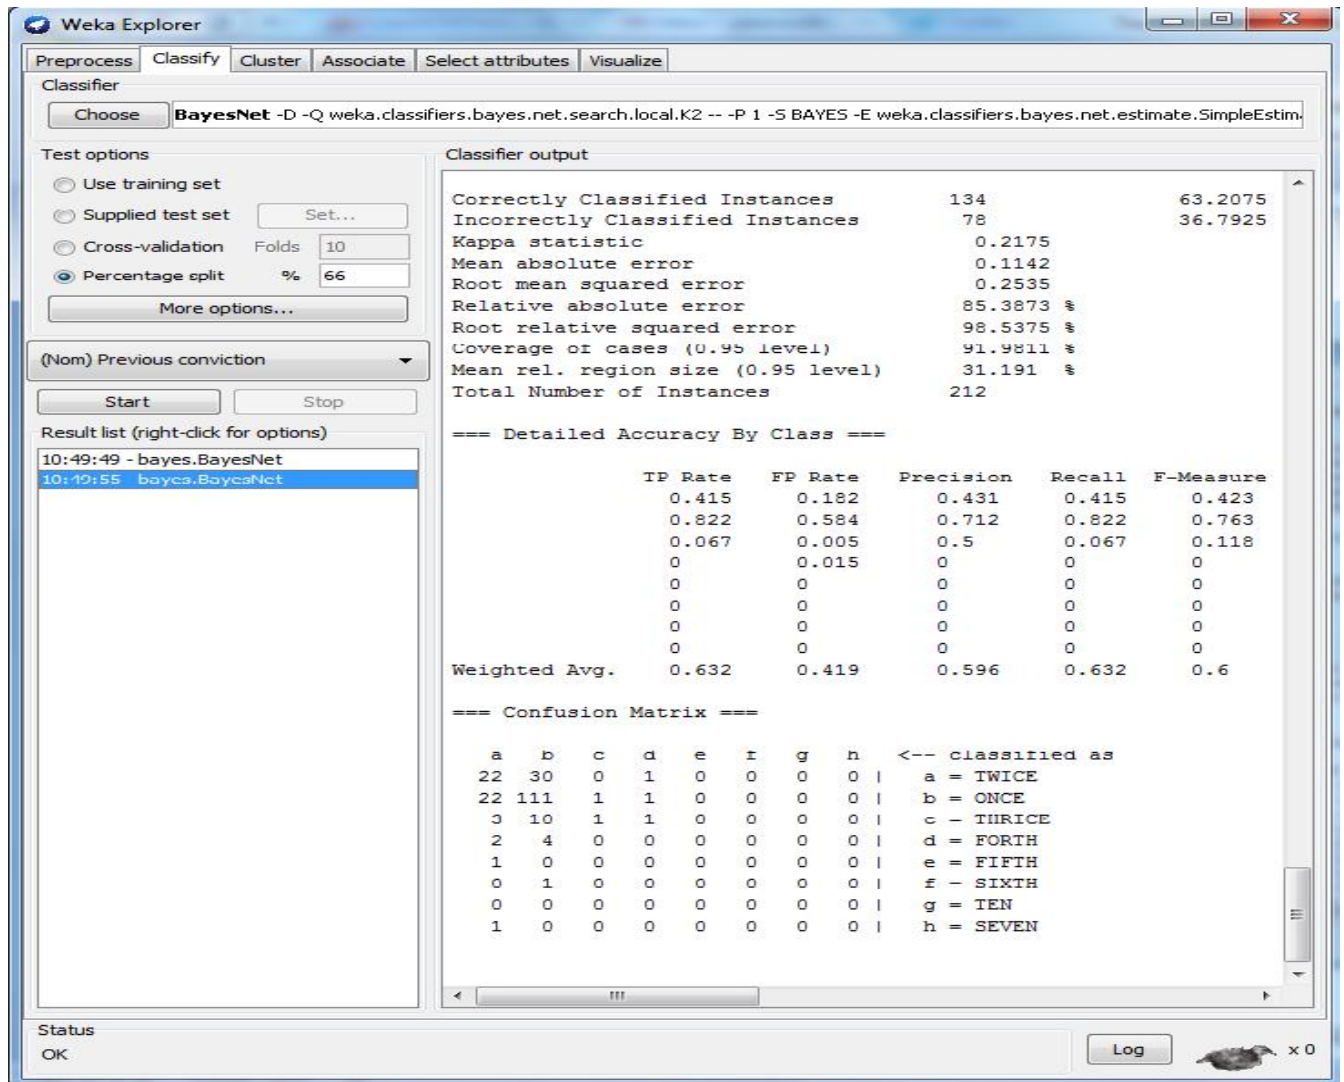 Weka Explorer
Preprocess Classify Cluster Associate Select attributes Visualize
Classifier
Choose BayesNet -D -Q weka.classifiers.bayes.net.search.local.K2 -- -P 1 -S BAYES -E weka.classifiers.bayes.net.estimate.SimpleEstim
Test options
Use training set
Supplied test set Set...
Cross-validation Folds 10
Percentage split % 66
More options...
(Nom) Previous conviction
Start Stop
Result list (right-click for options)
10:49:49 - bayes.BayesNet
10:49:55 bayes.BayesNet
Classifier output
Correctly Classified Instances 134 63.2075
Incorrectly Classified Instances 78 36.7925
Kappa statistic 0.2175
Mean absolute error 0.1142
Root mean squared error 0.2535
Relative absolute error 85.3873 %
Root relative squared error 98.5375 %
Coverage of cases (0.95 level) 91.9811 %
Mean rel. region size (0.95 level) 31.191 %
Total Number of Instances 212
=== Detailed Accuracy By Class ===
TP Rate FP Rate Precision Recall F-Measure
0.415 0.182 0.431 0.415 0.423
0.822 0.584 0.712 0.822 0.763
0.067 0.005 0.5 0.067 0.118
0 0.015 0 0 0
0 0 0 0 0
0 0 0 0 0
0 0 0 0 0
0 0 0 0 0
Weighted Avg. 0.632 0.419 0.596 0.632 0.6
=== Confusion Matrix ===
a b c d e f g h <-- classified as
22 30 0 1 0 0 0 0 | a = TWICE
22 111 1 1 0 0 0 0 | b = ONCE
3 10 1 1 0 0 0 0 | c = THRICE
2 4 0 0 0 0 0 0 | d = FORTH
1 0 0 0 0 0 0 0 | e = FIFTH
0 1 0 0 0 0 0 0 | f = SIXTH
0 0 0 0 0 0 0 0 | g = TEN
1 0 0 0 0 0 0 0 | h = SEVEN
Status
OK
Log x 0